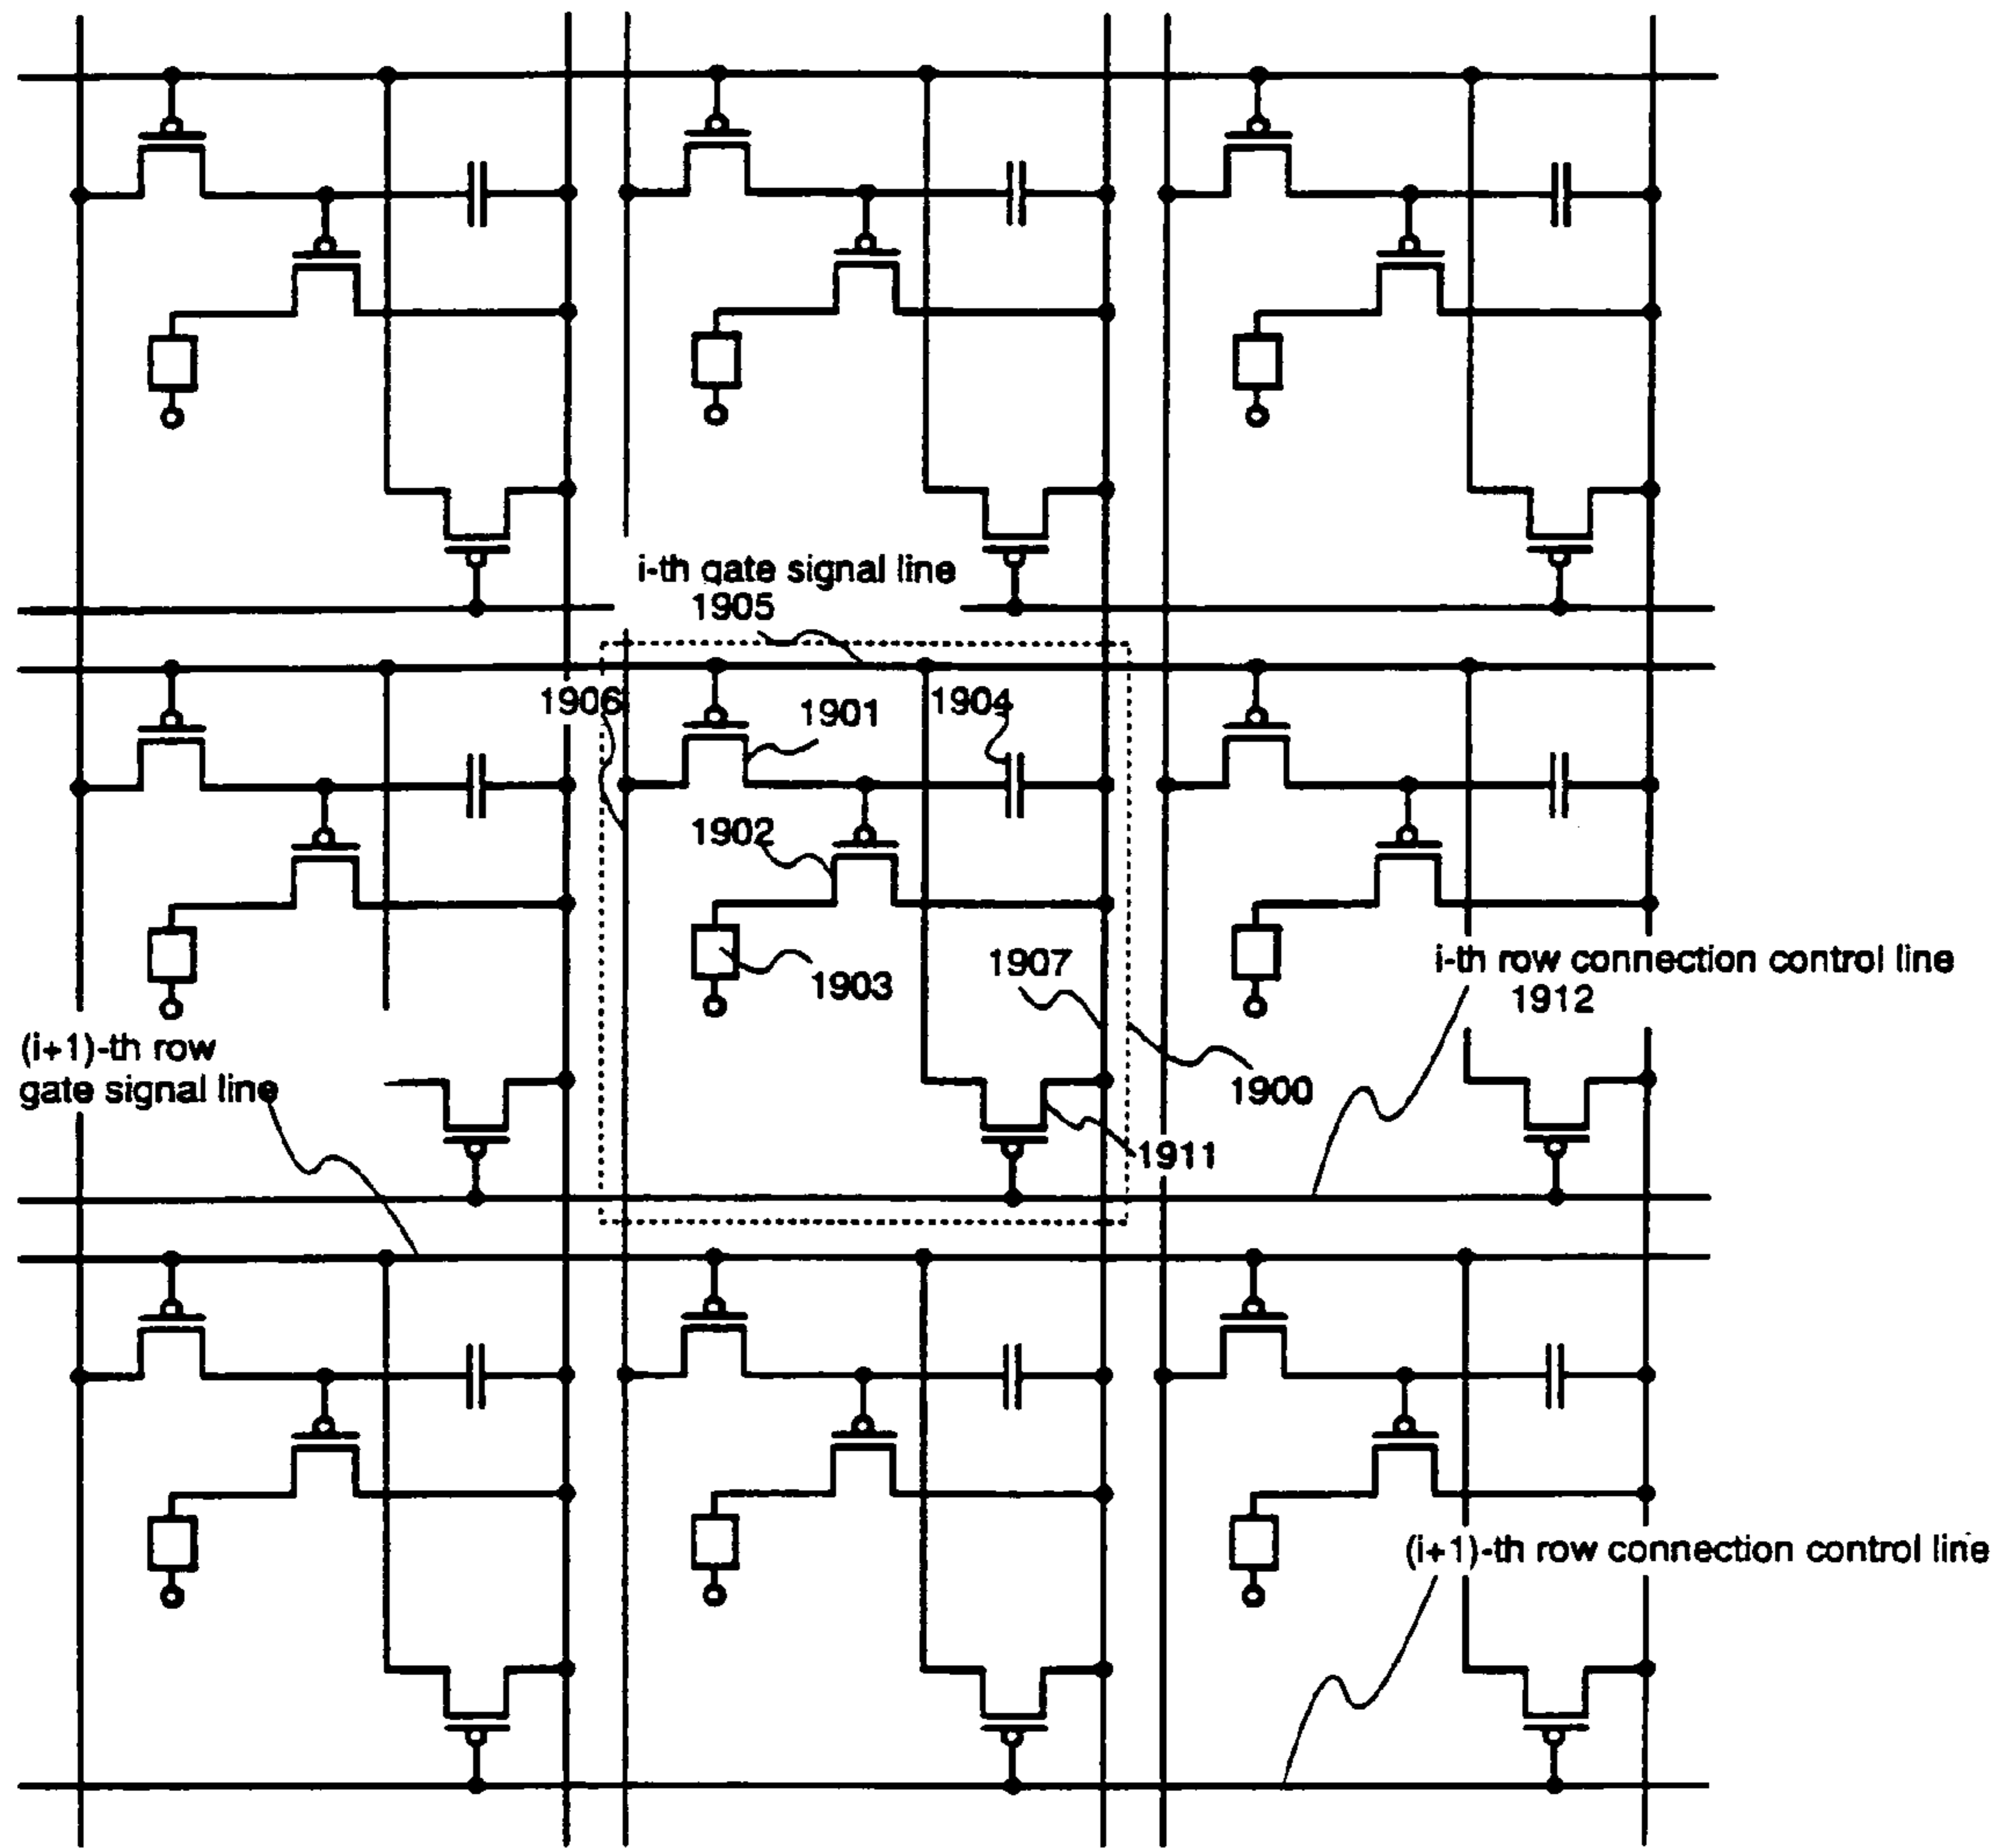 i-th gate signal line
1905
1906
1901
1904
1902
1903
1907
i-th row connection control line
1912
(i+1)-th row
gate signal line
1900
1911
(i+1)-th row connection control line